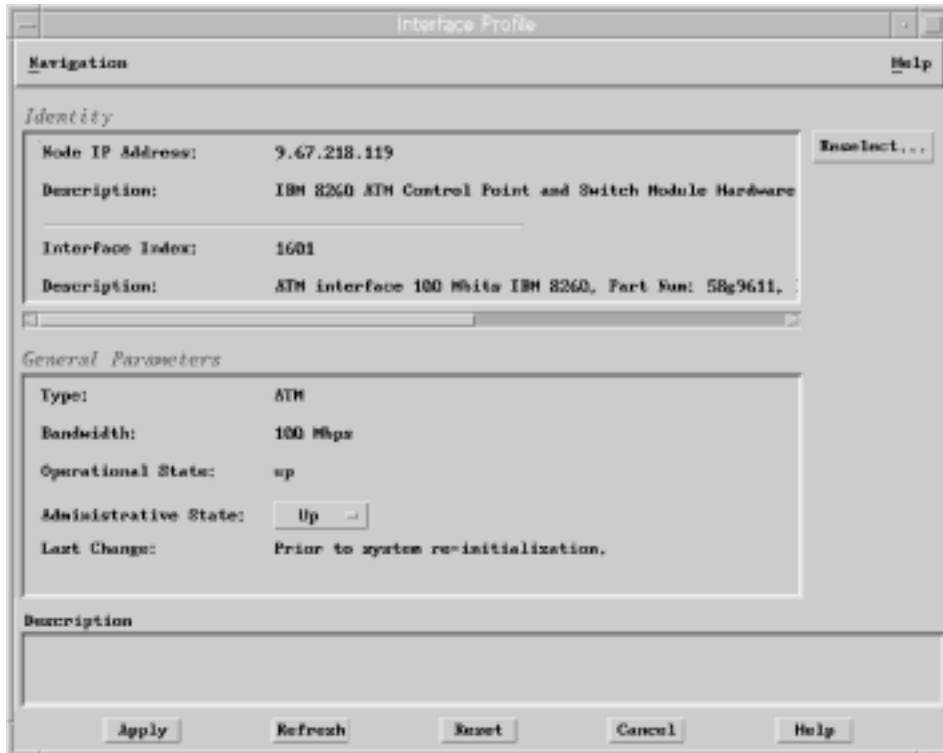 Interface Profile
Navigation Help
Identity
Node IP Address: 9.67.218.119
Reselect...
Description: IBM 8260 ATM Control Point and Switch Module Hardware
Interface Index: 1601
Description: ATM interface 100 Mbits IBM 8260, Part Num: 58g9611,
General Parameters
Type: ATM
Bandwidth: 100 Mbps
Operational State: up
Administrative State: Up
Last Change: Prior to system re-initialization.
Description
Apply Refresh Reset Cancel Help